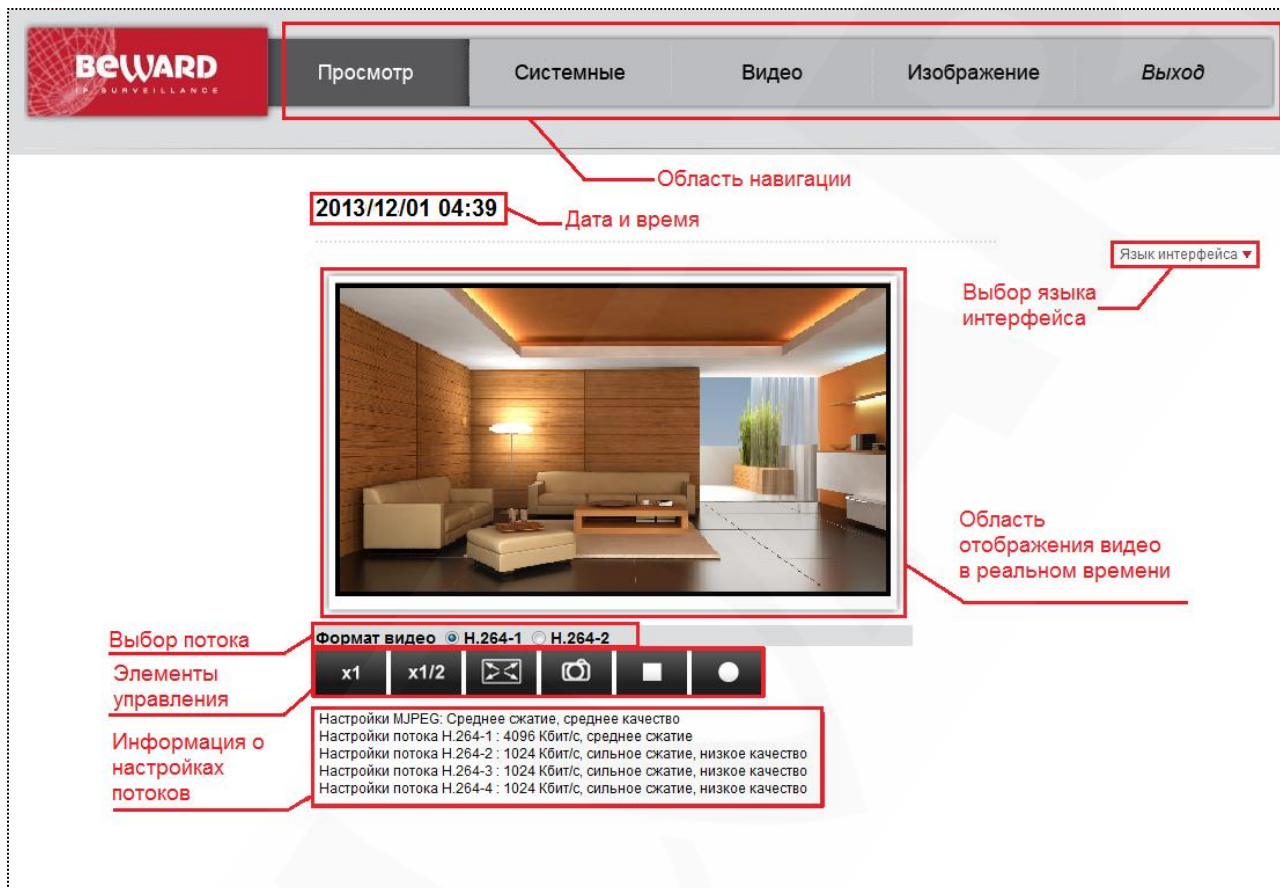 BEWARD
IP SURVEILLANCE
Просмотр
Системные
Видео
Изображение
Выход
Область навигации
2013/12/01 04:39
Дата и время
Язык интерфейса
Выбор языка
интерфейса
Область
отображения видео
в реальном времени
Выбор потока
Формат видео H.264-1 H.264-2
Элементы
управления
x1
x1/2
Информация о
настройках
потоков
Настройки MJPEG: Среднее сжатие, среднее качество
Настройки потока H.264-1 : 4096 Кбит/с, среднее сжатие
Настройки потока H.264-2 : 1024 Кбит/с, сильное сжатие, низкое качество
Настройки потока H.264-3 : 1024 Кбит/с, сильное сжатие, низкое качество
Настройки потока H.264-4 : 1024 Кбит/с, сильное сжатие, низкое качество